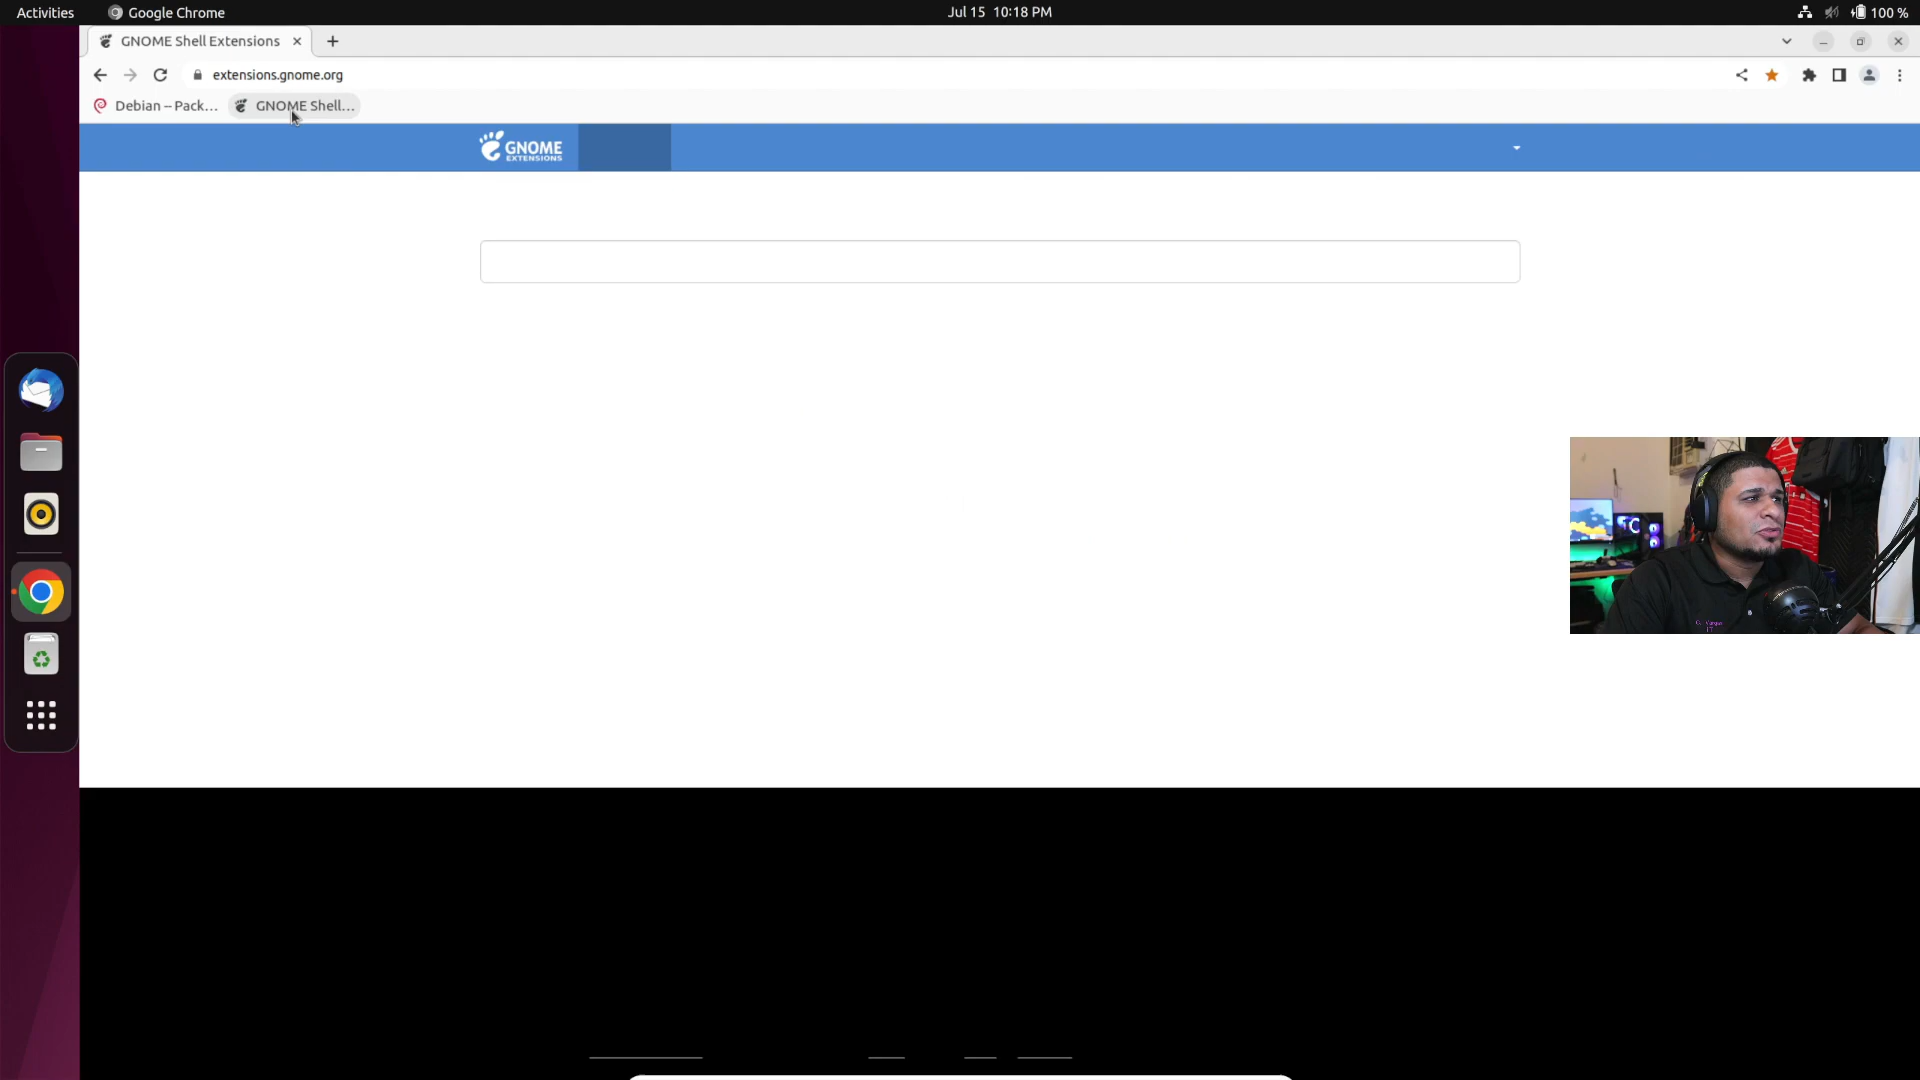 Activities
Google Chrome
Jul 15 10:18 PM
100 %
GNOME Shell Extensions
extensions.gnome.org
Debian -- Pack...
GNOME Shell...
GNOME
EXTENSIONS